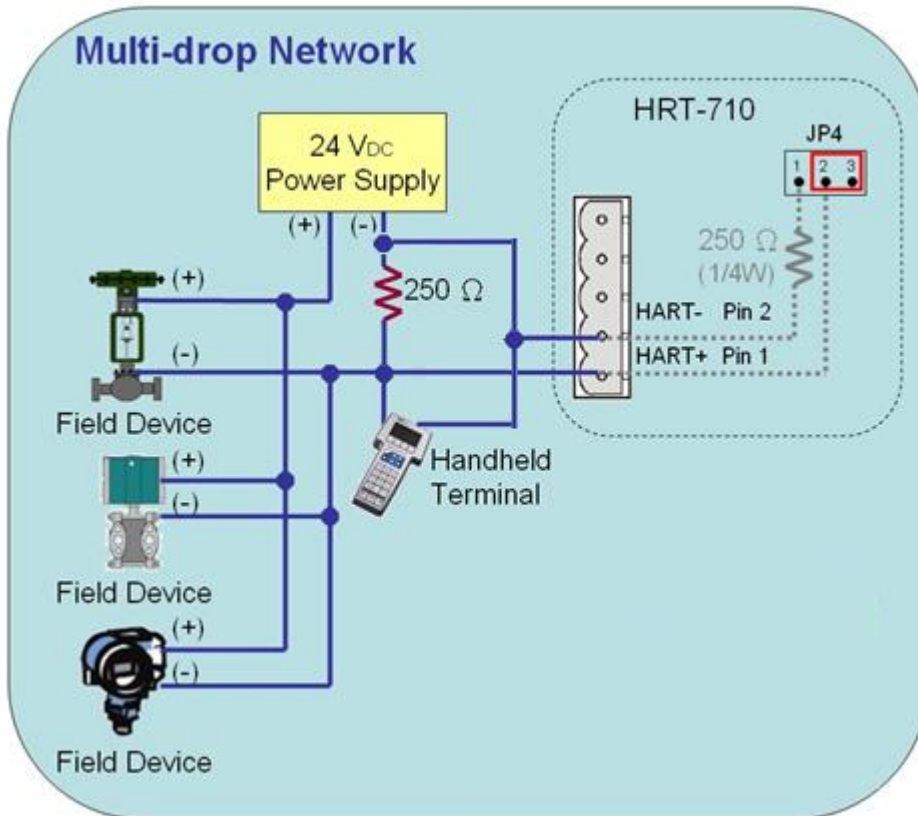 Multi-drop Network
HRT-710
JP4
1 2 3
24 VDC
Power Supply
(+) (-)
250 Ω
(1/4W)
(+)
250 Ω
HART- Pin 2
(-)
HART+ Pin 1
Field Device
(+)
Handheld
Terminal
(-)
Field Device
(+)
(-)
Field Device